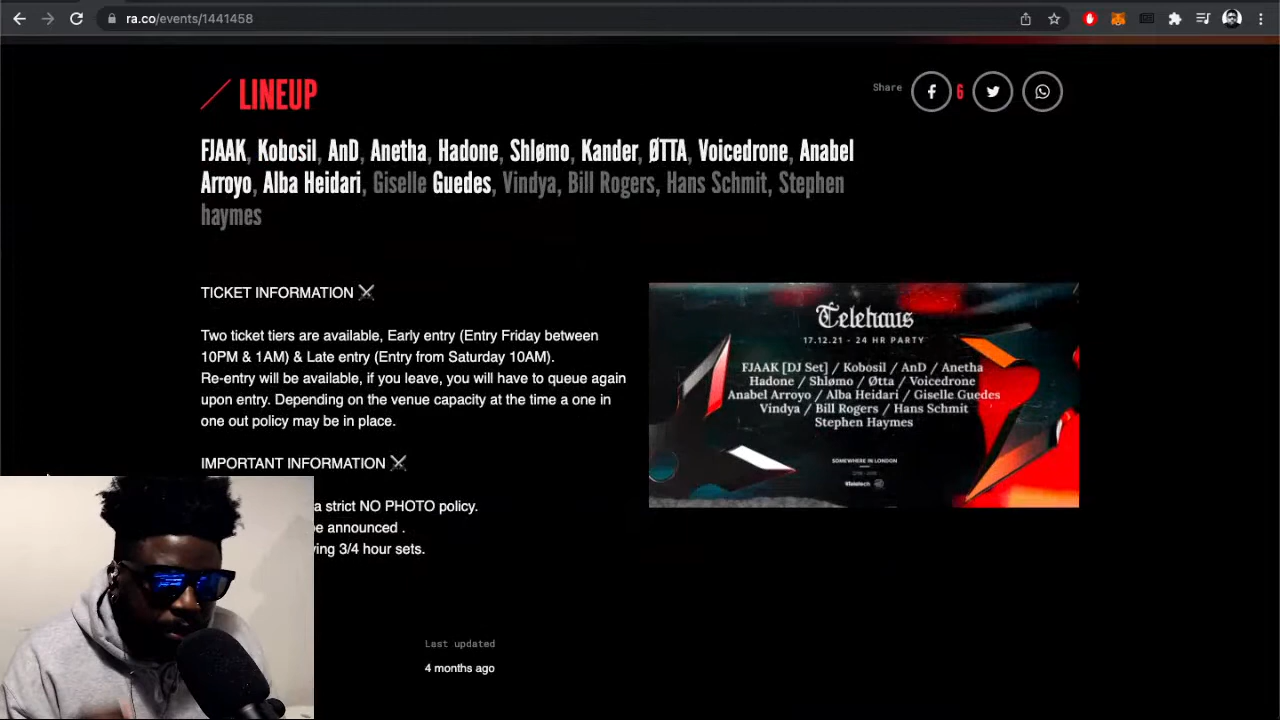 ra.co/events/1441458
LINEUP
Share
6
FJAAK, Kobosil, AnD, Anetha, Hadone, Shlømo, Kander, ØTTA, Voicedrone, Anabel
Arroyo, Alba Heidari, Giselle Guedes, Vindya, Bill Rogers, Hans Schmit, Stephen
haymes
TICKET INFORMATION ⚔
Two ticket tiers are available, Early entry (Entry Friday between
10PM & 1AM) & Late entry (Entry from Saturday 10AM).
Re-entry will be available, if you leave, you will have to queue again
upon entry. Depending on the venue capacity at the time a one in
one out policy may be in place.
IMPORTANT INFORMATION ⚔
a strict NO PHOTO policy.
be announced .
3/4 hour sets.
Last updated
4 months ago
Telehaus
17.12.21 - 24 HR PARTY
FJAAK [DJ Set] / Kobosil / AnD / Anetha
Hadone / Shlømo / Øtta / Voicedrone
Anabel Arroyo / Alba Heidari / Giselle Guedes
Vindya / Bill Rogers / Hans Schmit
Stephen Haymes
SOMEWHERE IN LONDON